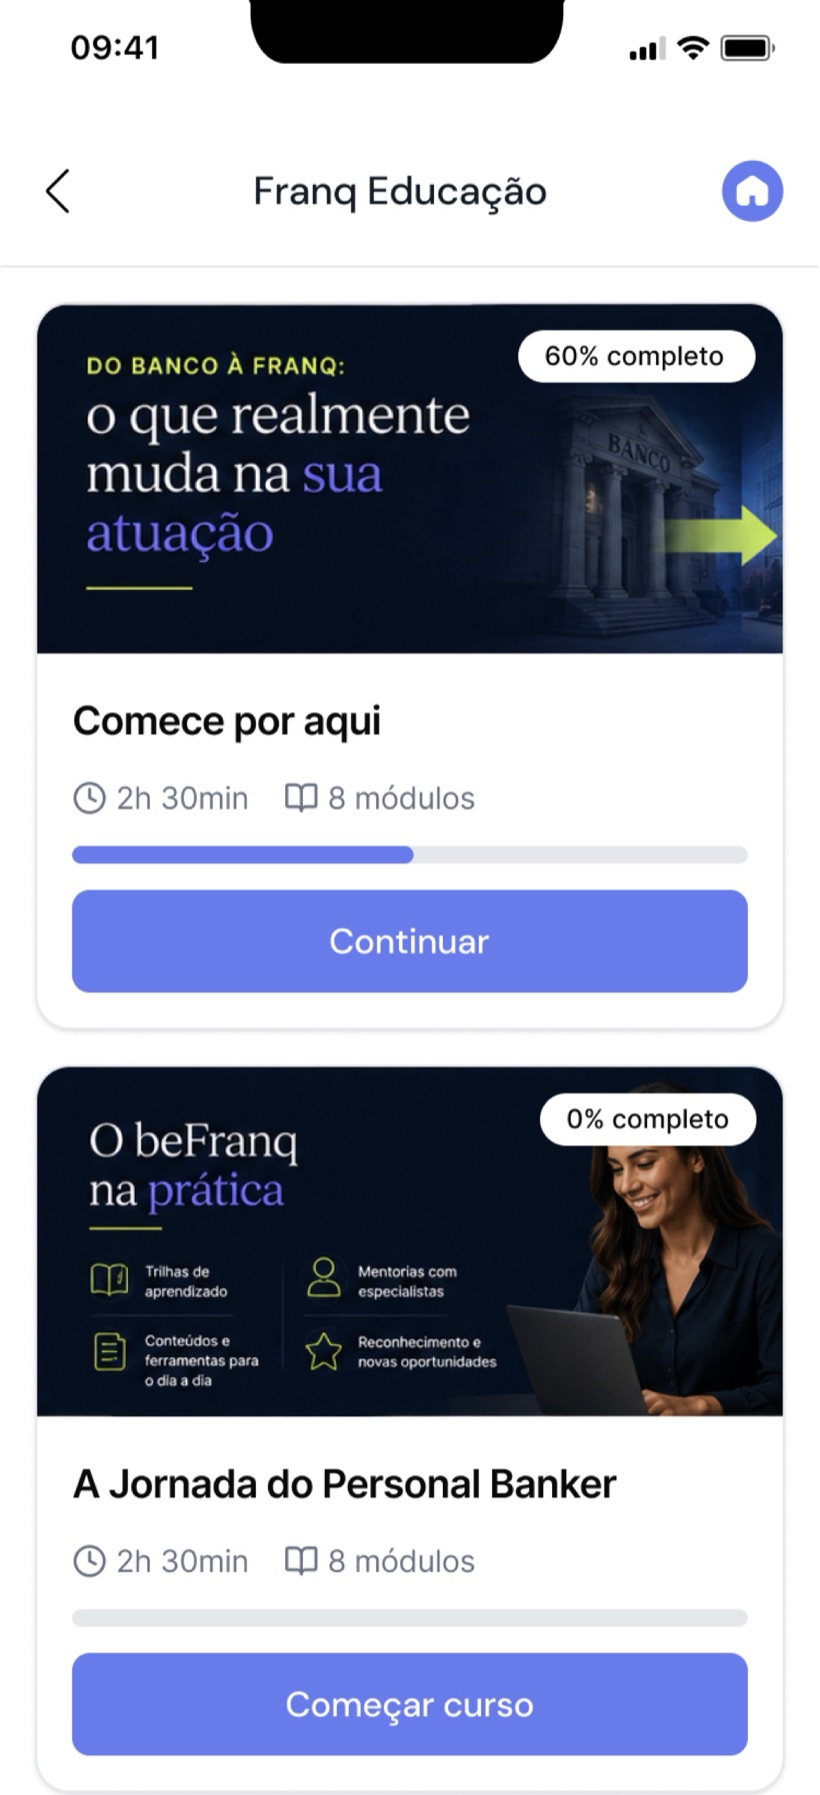 09:41
Franq Educação
DO BANCO À FRANQ:
60% completo
o que realmente
muda na sua
atuação
BANCO
Comece por aqui
2h 30min 8 módulos
Continuar
0% completo
O beFranq
na prática
Trilhas de
aprendizado
Mentorias com
especialistas
Conteúdos e
ferramentas para
o dia a dia
Reconhecimento e
novas oportunidades
A Jornada do Personal Banker
2h 30min 8 módulos
Começar curso